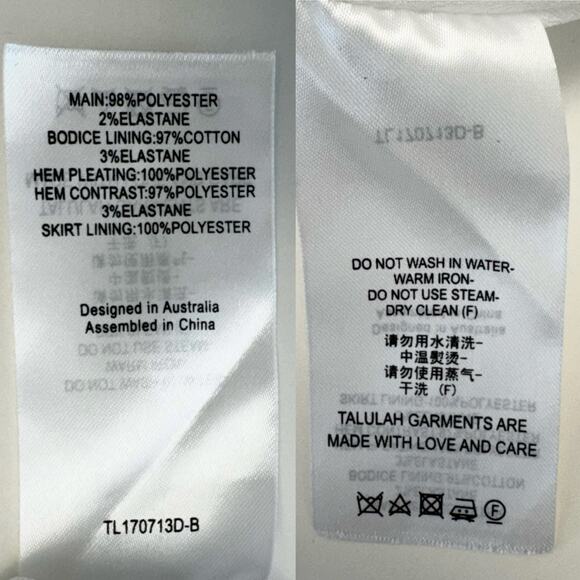 MAIN:98%POLYESTER
2%ELASTANE
BODICE LINING:97%COTTON
3%ELASTANE
HEM PLEATING:100%POLYESTER
HEM CONTRAST:97%POLYESTER
3%ELASTANE
SKIRT LINING:100%POLYESTER
Designed in Australia
Assembled in China
TL170713D-B
TL170713D-B
DO NOT WASH IN WATER-
WARM IRON-
DO NOT USE STEAM-
DRY CLEAN (F)
请勿用水清洗-
中温熨烫-
请勿使用蒸气-
干洗 (F)
TALULAH GARMENTS ARE
MADE WITH LOVE AND CARE
F